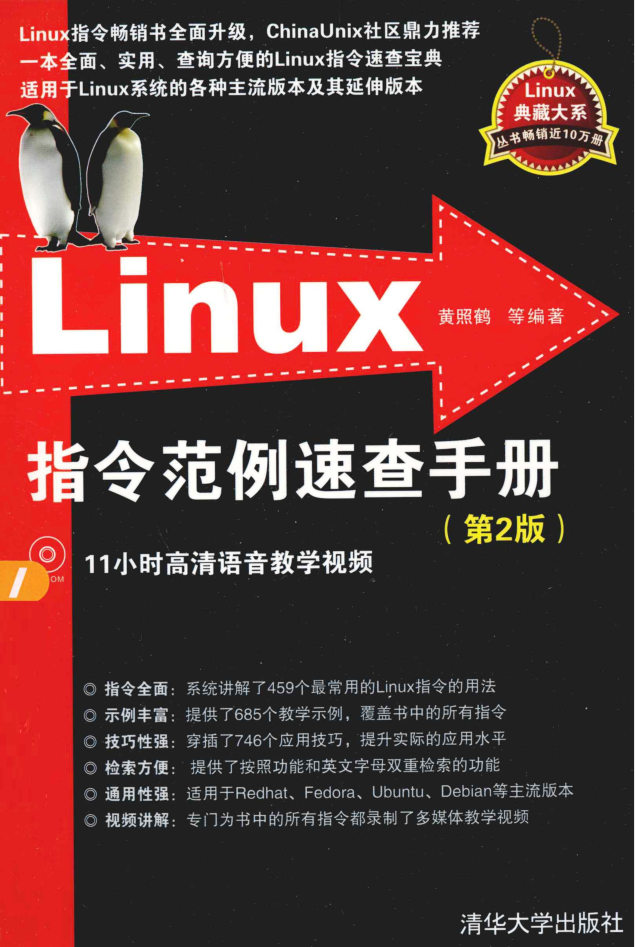 Linux指令畅销书全面升级，ChinaUnix社区鼎力推荐
一本全面、实用、查询方便的Linux指令速查宝典
适用于Linux系统的各种主流版本及其延伸版本
Linux
典藏大系
丛书畅销近10万册
Linux
黄照鹤 等编著
指令范例速查手册
（第2版）
11小时高清语音教学视频
◎ 指令全面：系统讲解了459个最常用的Linux指令的用法
◎ 示例丰富：提供了685个教学示例，覆盖书中的所有指令
◎ 技巧性强：穿插了746个应用技巧，提升实际的应用水平
◎ 检索方便：提供了按照功能和英文字母双重检索的功能
◎ 通用性强：适用于Redhat、Fedora、Ubuntu、Debian等主流版本
◎ 视频讲解：专门为书中的所有指令都录制了多媒体教学视频
清华大学出版社